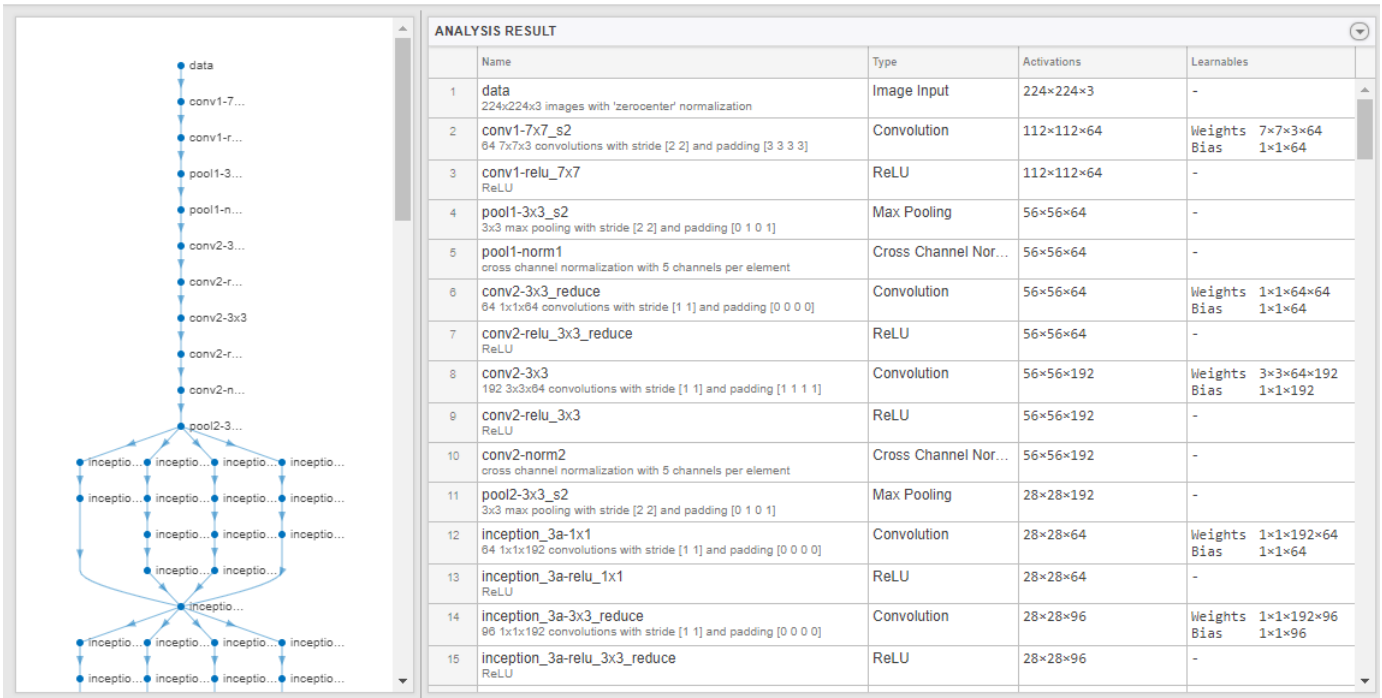 data
conv1-7...
conv1-r...
pool1-3...
pool1-n...
conv2-3...
conv2-r...
conv2-3x3
conv2-r...
conv2-n...
pool2-3...
inceptio... inceptio... inceptio... inceptio...
inceptio... inceptio... inceptio... inceptio...
inceptio... inceptio... inceptio...
inceptio... inceptio...
inceptio...
inceptio... inceptio... inceptio... inceptio...
inceptio... inceptio... inceptio... inceptio...
ANALYSIS RESULT
Name Type Activations Learnables
1 data Image Input 224×224×3 -
224x224x3 images with 'zerocenter' normalization
2 conv1-7x7_s2 Convolution 112×112×64 Weights 7×7×3×64
64 7x7x3 convolutions with stride [2 2] and padding [3 3 3 3] Bias 1×1×64
3 conv1-relu_7x7 ReLU 112×112×64 -
ReLU
4 pool1-3x3_s2 Max Pooling 56×56×64 -
3x3 max pooling with stride [2 2] and padding [0 1 0 1]
5 pool1-norm1 Cross Channel Nor... 56×56×64 -
cross channel normalization with 5 channels per element
6 conv2-3x3_reduce Convolution 56×56×64 Weights 1×1×64×64
64 1x1x64 convolutions with stride [1 1] and padding [0 0 0 0] Bias 1×1×64
7 conv2-relu_3x3_reduce ReLU 56×56×64 -
ReLU
8 conv2-3x3 Convolution 56×56×192 Weights 3×3×64×192
192 3x3x64 convolutions with stride [1 1] and padding [1 1 1 1] Bias 1×1×192
9 conv2-relu_3x3 ReLU 56×56×192 -
ReLU
10 conv2-norm2 Cross Channel Nor... 56×56×192 -
cross channel normalization with 5 channels per element
11 pool2-3x3_s2 Max Pooling 28×28×192 -
3x3 max pooling with stride [2 2] and padding [0 1 0 1]
12 inception_3a-1x1 Convolution 28×28×64 Weights 1×1×192×64
64 1x1x192 convolutions with stride [1 1] and padding [0 0 0 0] Bias 1×1×64
13 inception_3a-relu_1x1 ReLU 28×28×64 -
ReLU
14 inception_3a-3x3_reduce Convolution 28×28×96 Weights 1×1×192×96
96 1x1x192 convolutions with stride [1 1] and padding [0 0 0 0] Bias 1×1×96
15 inception_3a-relu_3x3_reduce ReLU 28×28×96 -
ReLU